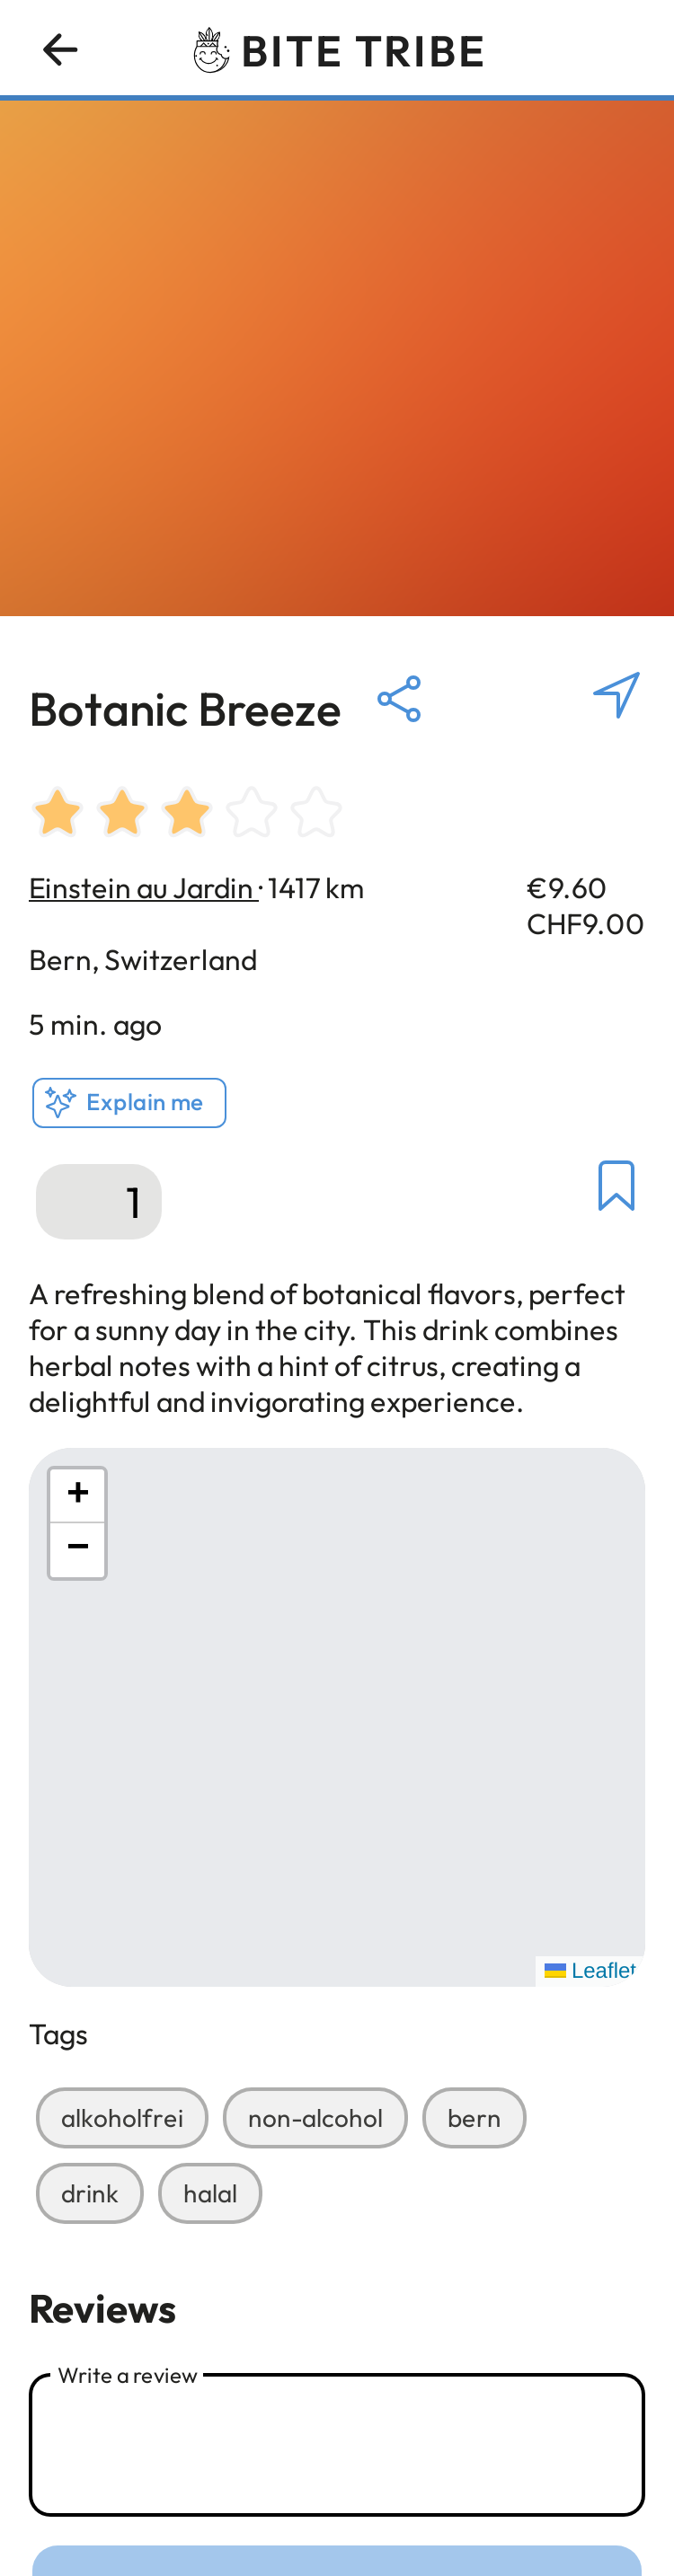 BITE TRIBE
Botanic Breeze
Einstein au Jardin · 1417 km
€9.60
CHF9.00
Bern, Switzerland
5 min. ago
Explain me
1
A refreshing blend of botanical flavors, perfect
for a sunny day in the city. This drink combines
herbal notes with a hint of citrus, creating a
delightful and invigorating experience.
+
−
Leaflet
Tags
alkoholfrei
non-alcohol
bern
drink
halal
Reviews
Write a review